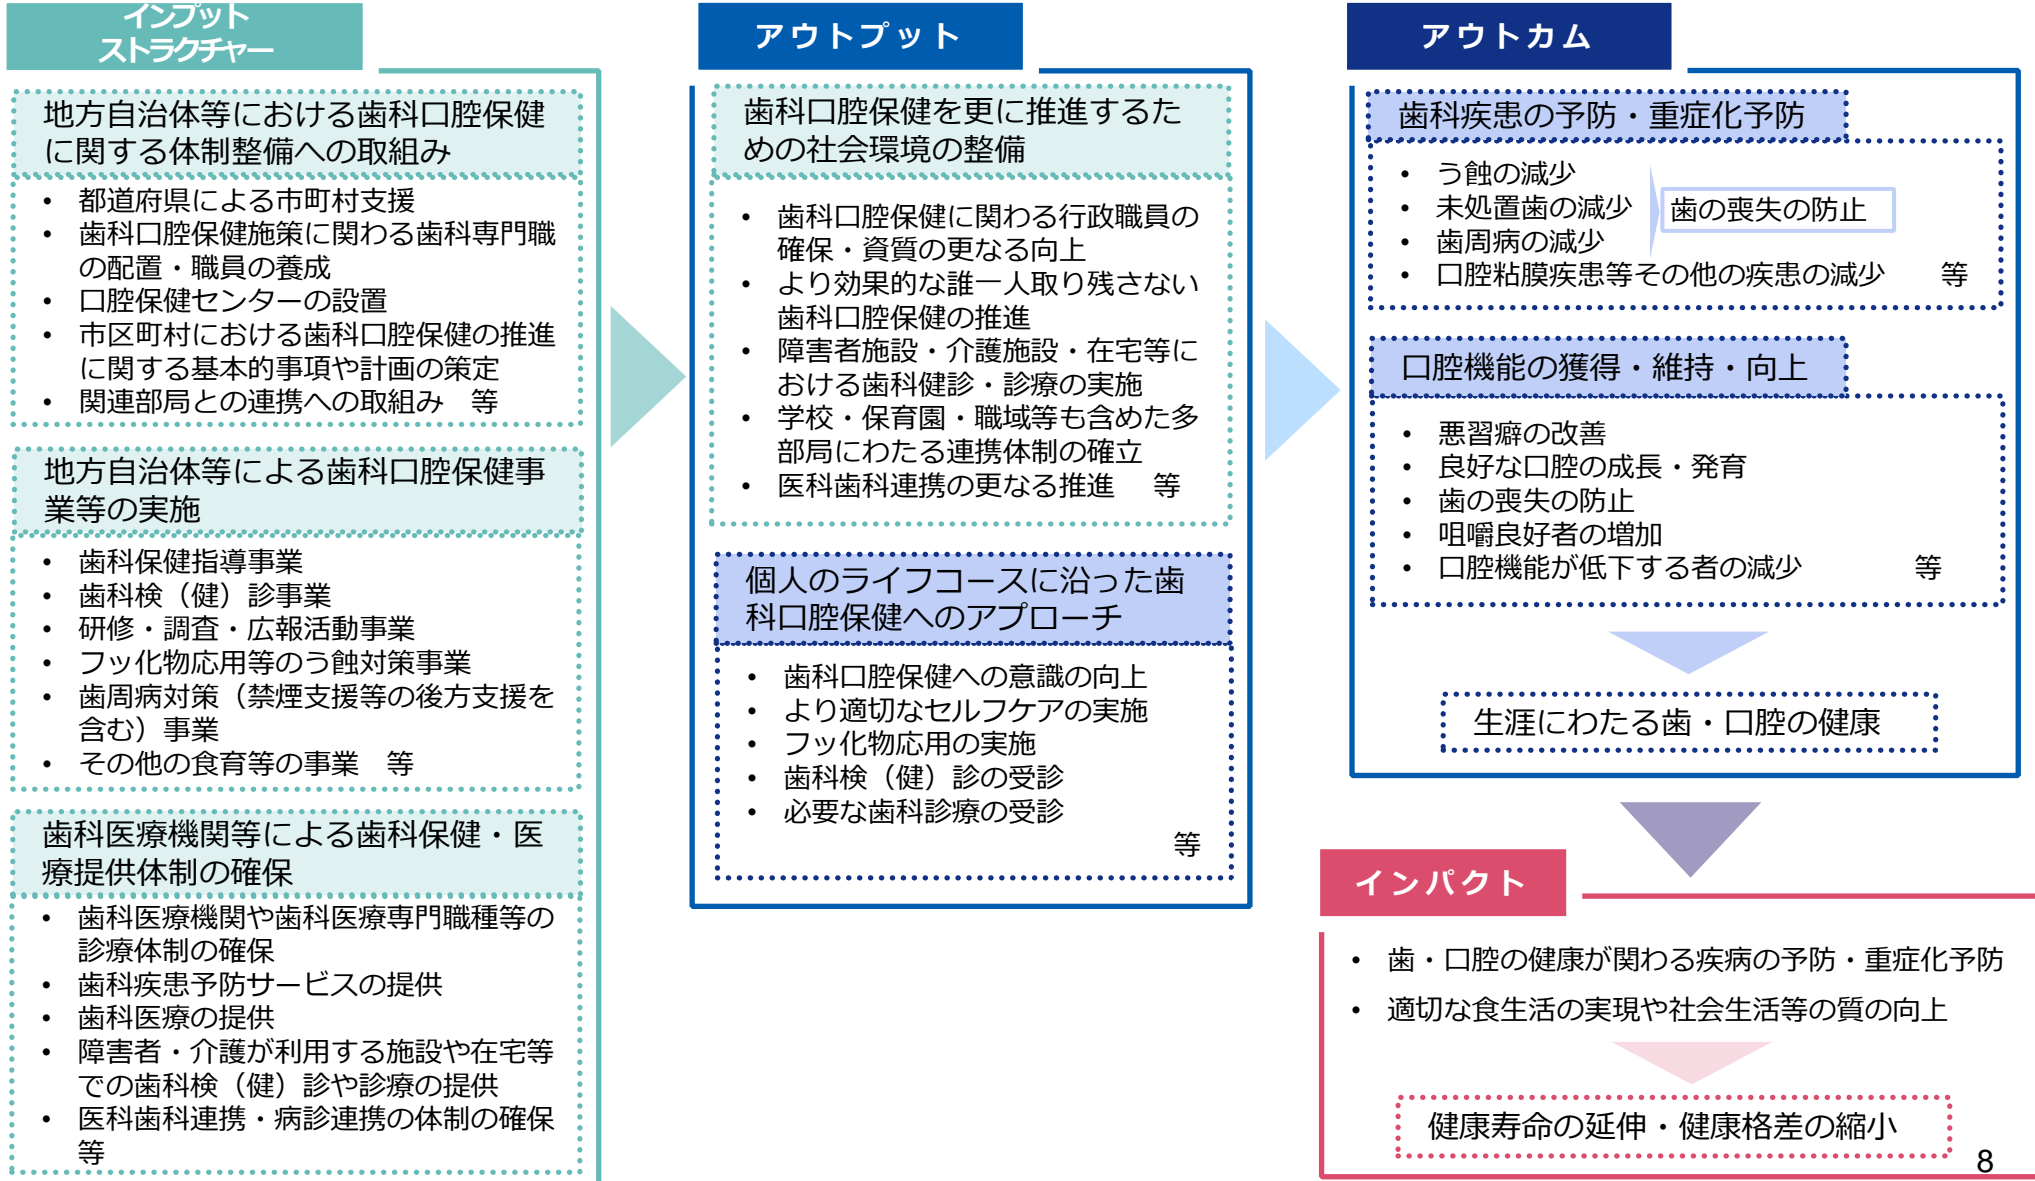 インプット
ストラクチャー
地方自治体等における歯科口腔保健
に関する体制整備への取組み
• 都道府県による市町村支援
• 歯科口腔保健施策に関わる歯科専門職
の配置・職員の養成
• 口腔保健センターの設置
• 市区町村における歯科口腔保健の推進
に関する基本的事項や計画の策定
• 関連部局との連携への取組み 等
地方自治体等による歯科口腔保健事
業等の実施
• 歯科保健指導事業
• 歯科検（健）診事業
• 研修・調査・広報活動事業
• フッ化物応用等のう蝕対策事業
• 歯周病対策（禁煙支援等の後方支援を
含む）事業
• その他の食育等の事業 等
歯科医療機関等による歯科保健・医
療提供体制の確保
• 歯科医療機関や歯科医療専門職種等の
診療体制の確保
• 歯科疾患予防サービスの提供
• 歯科医療の提供
• 障害者・介護が利用する施設や在宅等
での歯科検（健）診や診療の提供
• 医科歯科連携・病診連携の体制の確保
等
アウトプット
歯科口腔保健を更に推進するた
めの社会環境の整備
• 歯科口腔保健に関わる行政職員の
確保・資質の更なる向上
• より効果的な誰一人取り残さない
歯科口腔保健の推進
• 障害者施設・介護施設・在宅等に
おける歯科健診・診療の実施
• 学校・保育園・職域等も含めた多
部局にわたる連携体制の確立
• 医科歯科連携の更なる推進 等
個人のライフコースに沿った歯
科口腔保健へのアプローチ
• 歯科口腔保健への意識の向上
• より適切なセルフケアの実施
• フッ化物応用の実施
• 歯科検（健）診の受診
• 必要な歯科診療の受診
等
アウトカム
歯科疾患の予防・重症化予防
• う蝕の減少
• 未処置歯の減少
• 歯周病の減少
歯の喪失の防止
• 口腔粘膜疾患等その他の疾患の減少 等
口腔機能の獲得・維持・向上
• 悪習癖の改善
• 良好な口腔の成長・発育
• 歯の喪失の防止
• 咀嚼良好者の増加
• 口腔機能が低下する者の減少 等
生涯にわたる歯・口腔の健康
インパクト
• 歯・口腔の健康が関わる疾病の予防・重症化予防
• 適切な食生活の実現や社会生活等の質の向上
健康寿命の延伸・健康格差の縮小
8